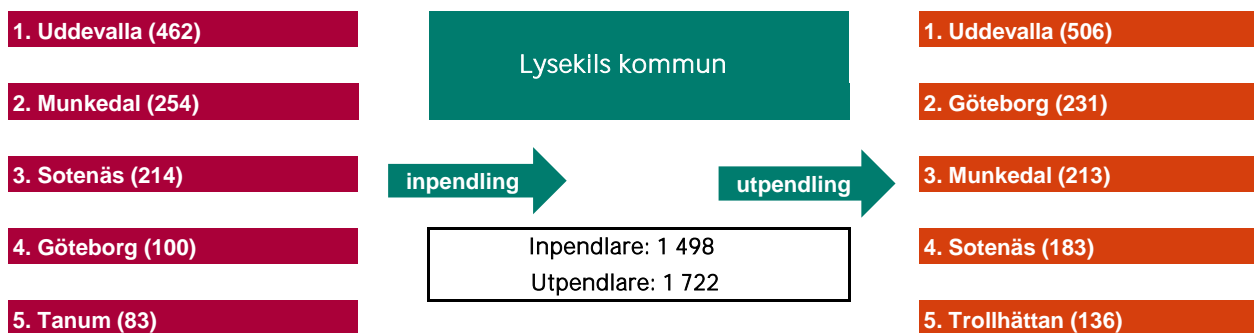 1. Uddevalla (462)
2. Munkedal (254)
3. Sotenäs (214)
4. Göteborg (100)
5. Tanum (83)
Lysekils kommun
inpendling
utpendling
Inpendlare: 1 498
Utpendlare: 1 722
1. Uddevalla (506)
2. Göteborg (231)
3. Munkedal (213)
4. Sotenäs (183)
5. Trollhättan (136)